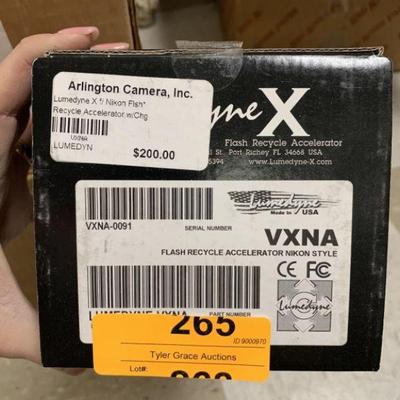 Arlington Camera, Inc.
Lumedyne X f/ Nikon Flsh*
Recycle Accelerator w/Chg
LUMEDYN
$200.00
yne X
Flash Recycle Accelerator
St. Port Richey FL 34668 USA
5394 www.Lumedyne-X.com
Lumedyne
Made in USA
VXNA-0091
SERIAL NUMBER
VXNA
FLASH RECYCLE ACCELERATOR NIKON STYLE
CE FC
LUMEDYNE VXNA
PART NUMBER
Lumedyne
265
ID 9000970
Tyler Grace Auctions
Lot#: